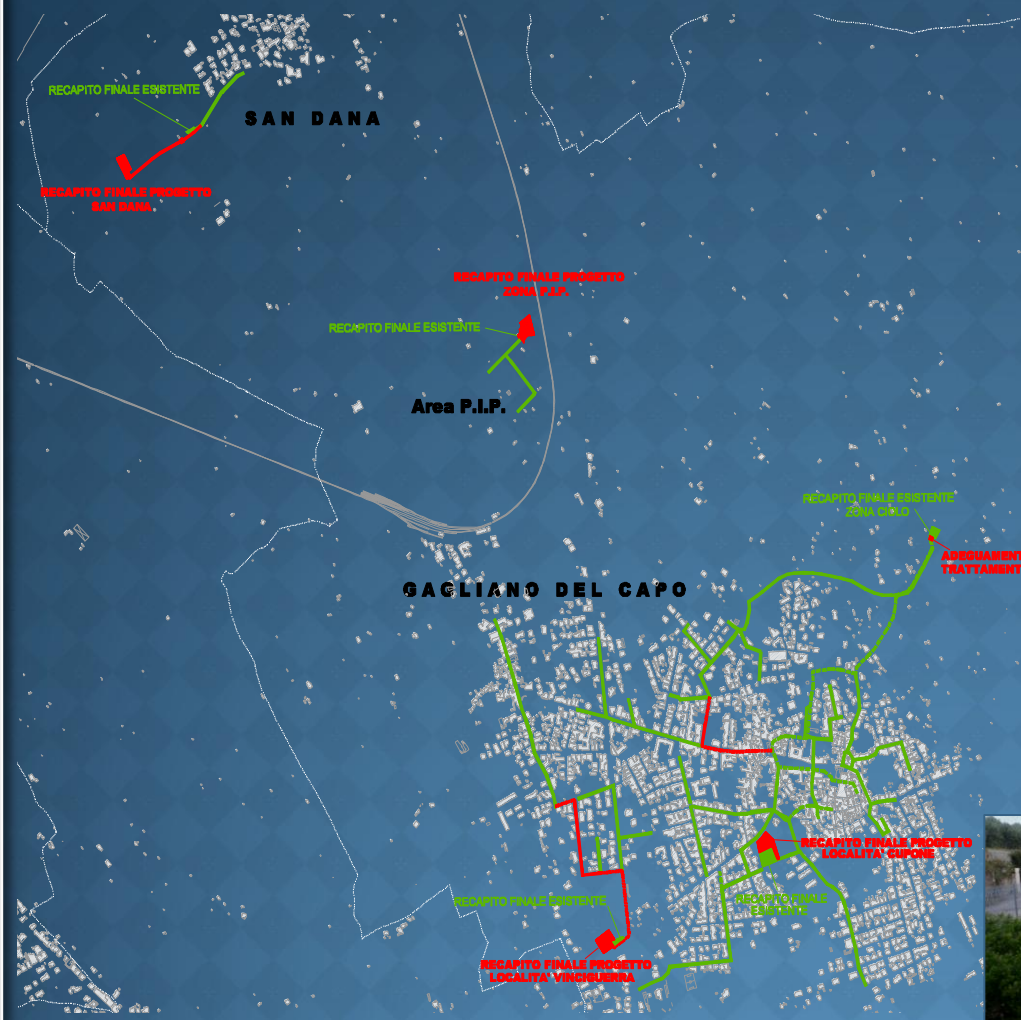 RECAPITO FINALE ESISTENTE
SAN DANA
RECAPITO FINALE PROGETTO
SAN DANA
RECAPITO FINALE PROGETTO
ZONA P.I.P.
RECAPITO FINALE ESISTENTE
Area P.I.P.
RECAPITO FINALE ESISTENTE
ZONA CIOLO
ADEGUAMENT
TRATTAMENT
GAGLIANO DEL CAPO
RECAPITO FINALE PROGETTO
LOCALITA' CUPONE
RECAPITO FINALE
ESISTENTE
RECAPITO FINALE ESISTENTE
RECAPITO FINALE PROGETTO
LOCALITA' VINCIGUERRA